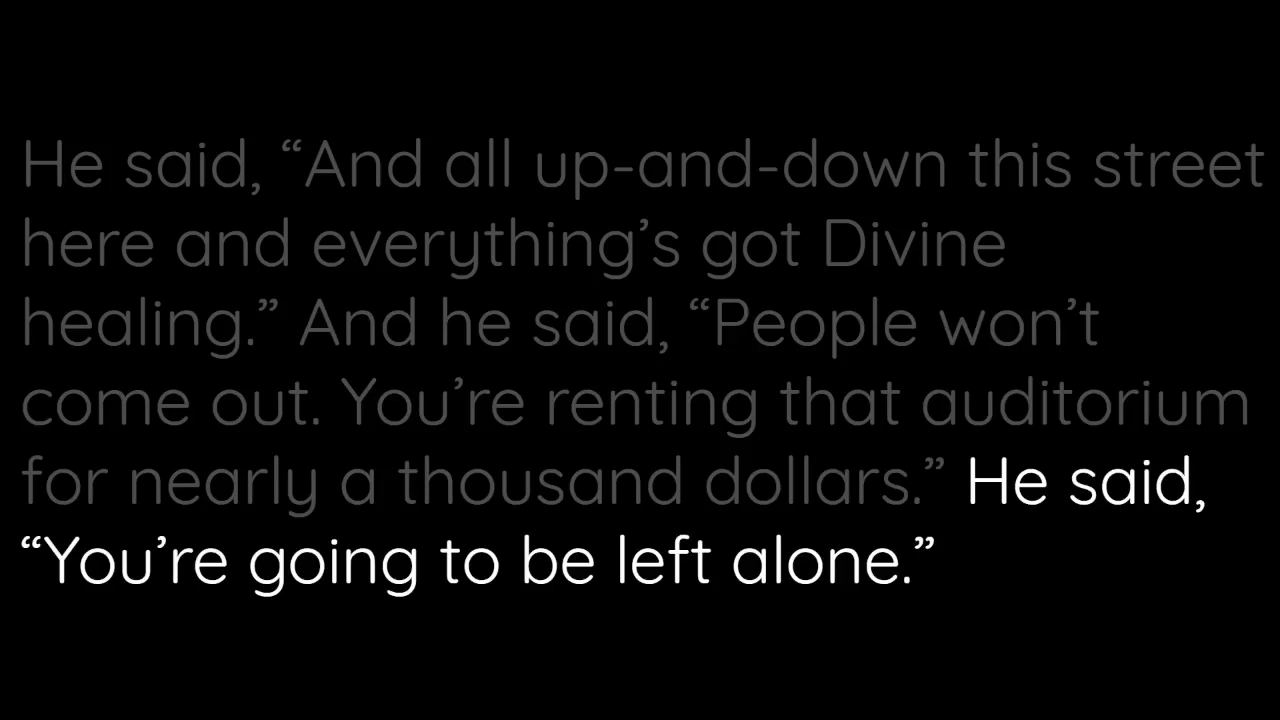 He said, “And all up-and-down this street
here and everything’s got Divine
healing.” And he said, “People won’t
come out. You’re renting that auditorium
for nearly a thousand dollars.” He said,
“You’re going to be left alone.”